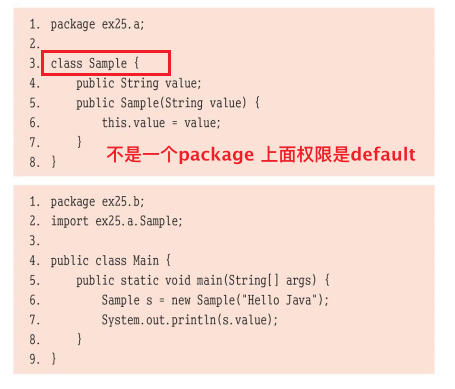 1. package ex25.a;
2.
3. class Sample {
4.     public String value;
5.     public Sample(String value) {
6.         this.value = value;
7.     }
8. }
不是一个package 上面权限是default
1. package ex25.b;
2. import ex25.a.Sample;
3.
4. public class Main {
5.     public static void main(String[] args) {
6.         Sample s = new Sample("Hello Java");
7.         System.out.println(s.value);
8.     }
9. }